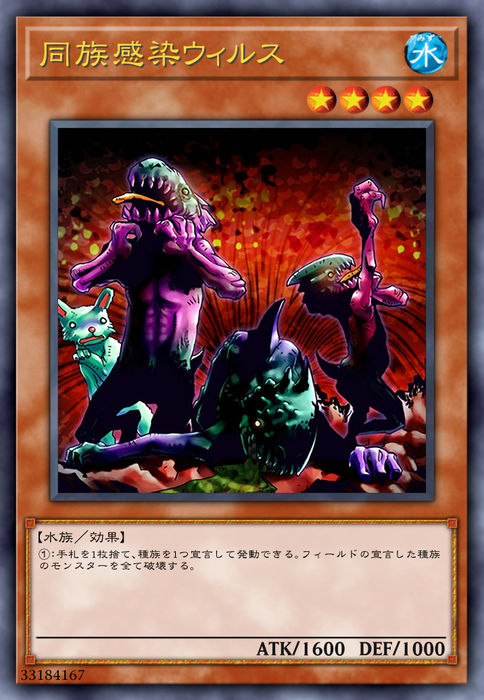 同族感染ウィルス
みず
水
【水族／効果】
①：手札を1枚捨て、種族を1つ宣言して発動できる。フィールドの宣言した種族
のモンスターを全て破壊する。
ATK/1600 DEF/1000
33184167